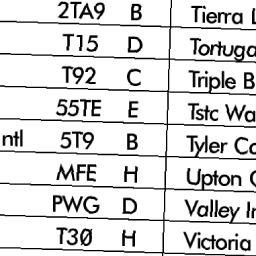 2TA9 B Tierra
T15 D Tortuga
T92 C Triple B
55TE E Tstc Wa
ntl 5T9 B Tyler Co
MFE H Upton
PWG D Valley In
T30 H Victoria